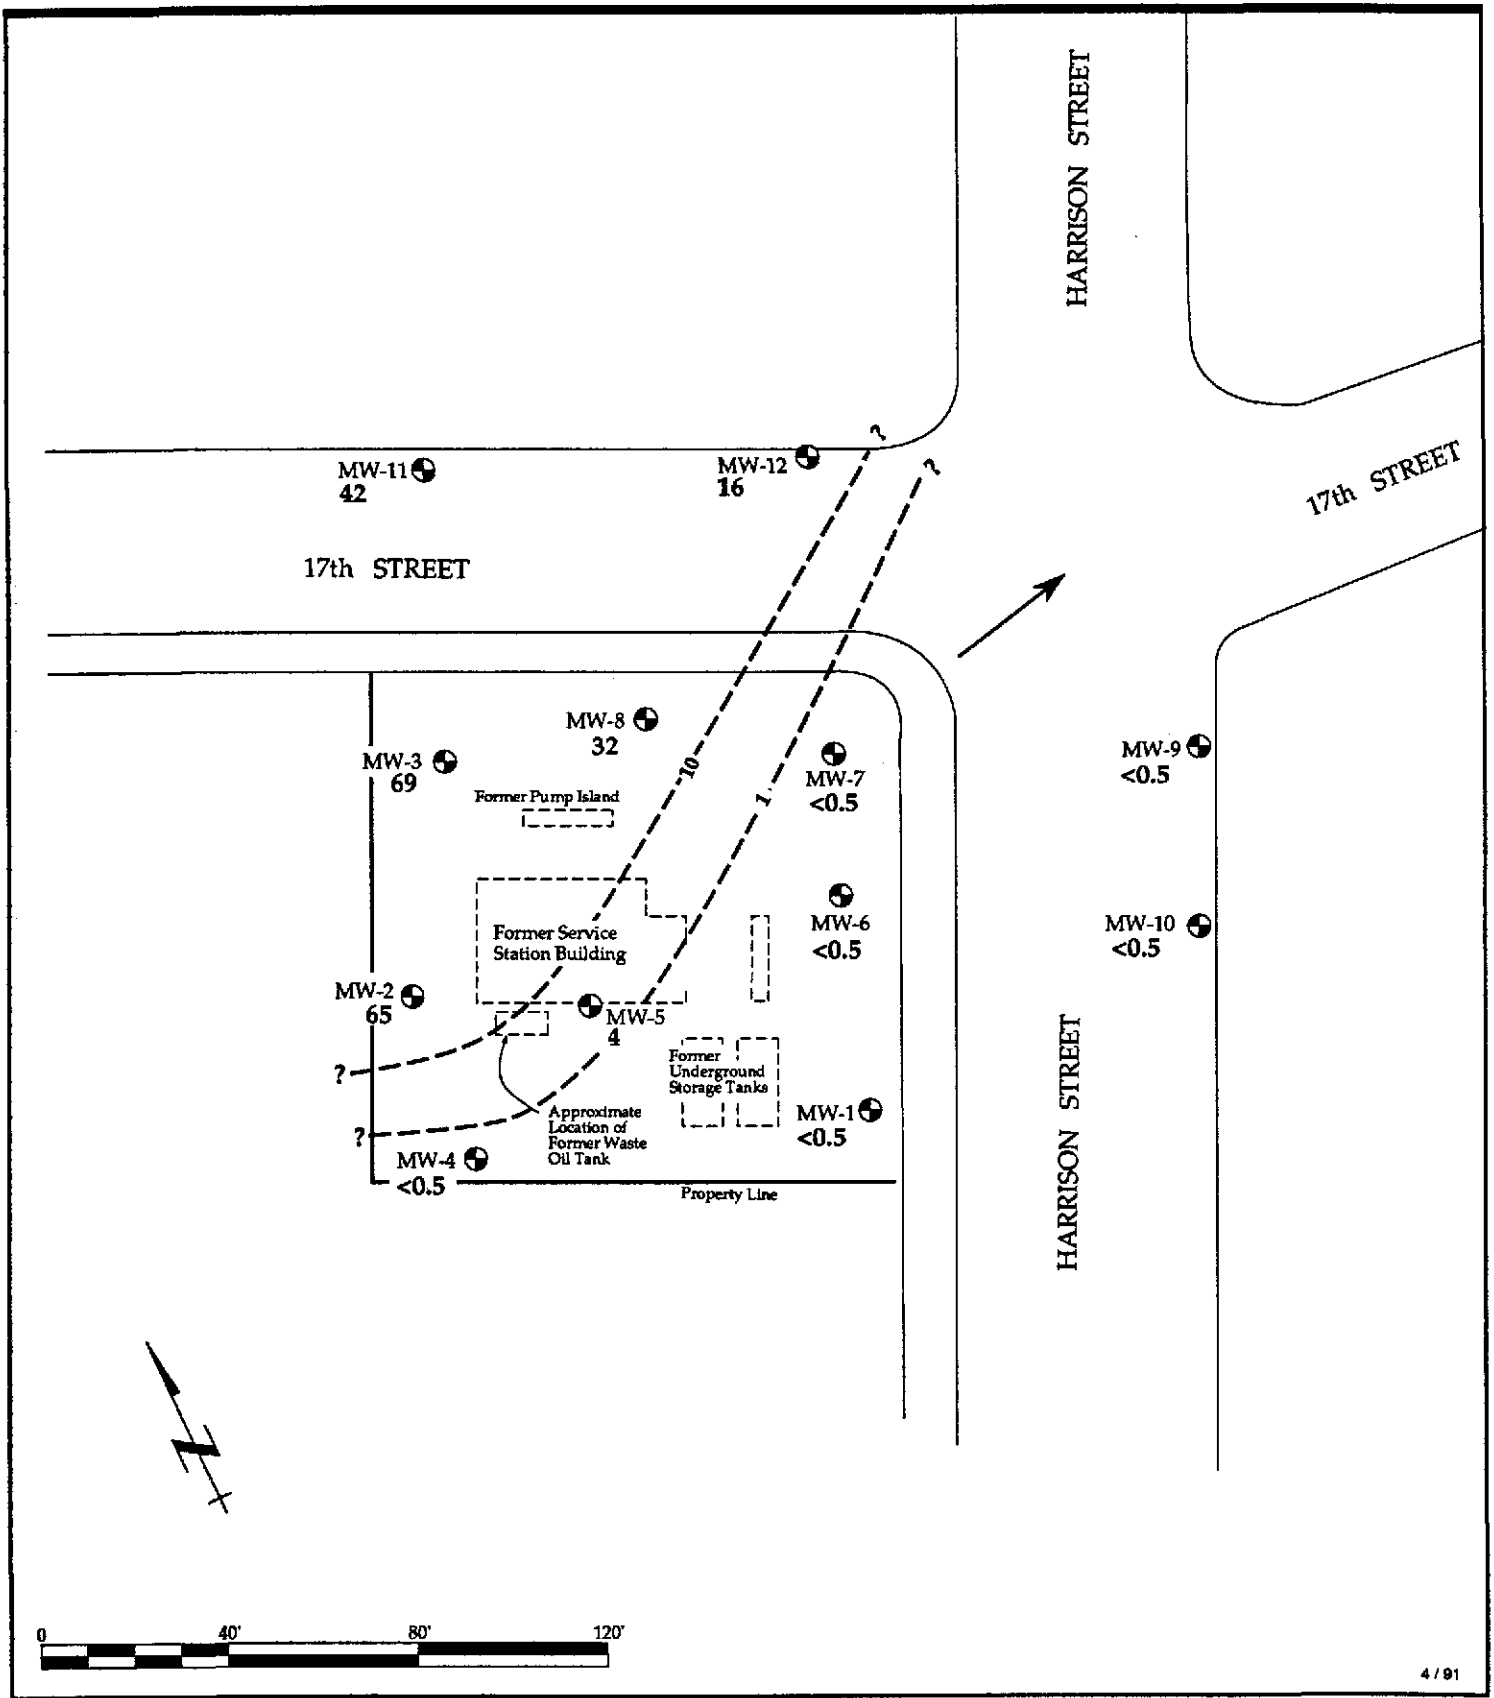 HARRISON STREET
?
MW-12
16
?
MW-11
42
17th STREET
17th STREET
MW-8
32
MW-3
69
10
MW-7
<0.5
MW-9
<0.5
Former Pump Island
1
MW-6
<0.5
MW-10
<0.5
Former Service
Station Building
MW-2
65
MW-5
4
?
Former
Underground
Storage Tanks
?
Approximate
Location of
Former Waste
Oil Tank
MW-1
<0.5
MW-4
<0.5
Property Line
HARRISON STREET
N
0 40' 80' 120'
4 / 91